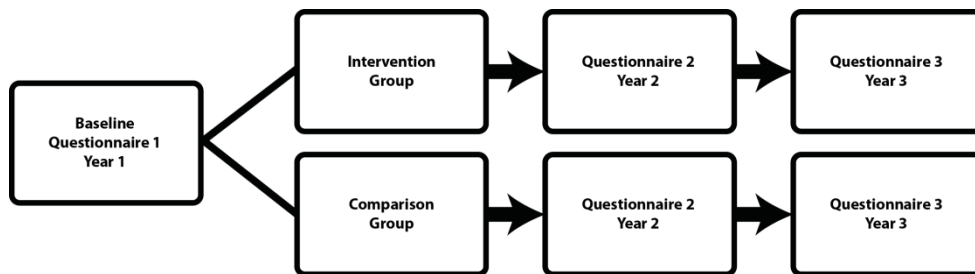 Baseline
Questionnaire 1
Year 1
Intervention
Group
Questionnaire 2
Year 2
Questionnaire 3
Year 3
Comparison
Group
Questionnaire 2
Year 2
Questionnaire 3
Year 3